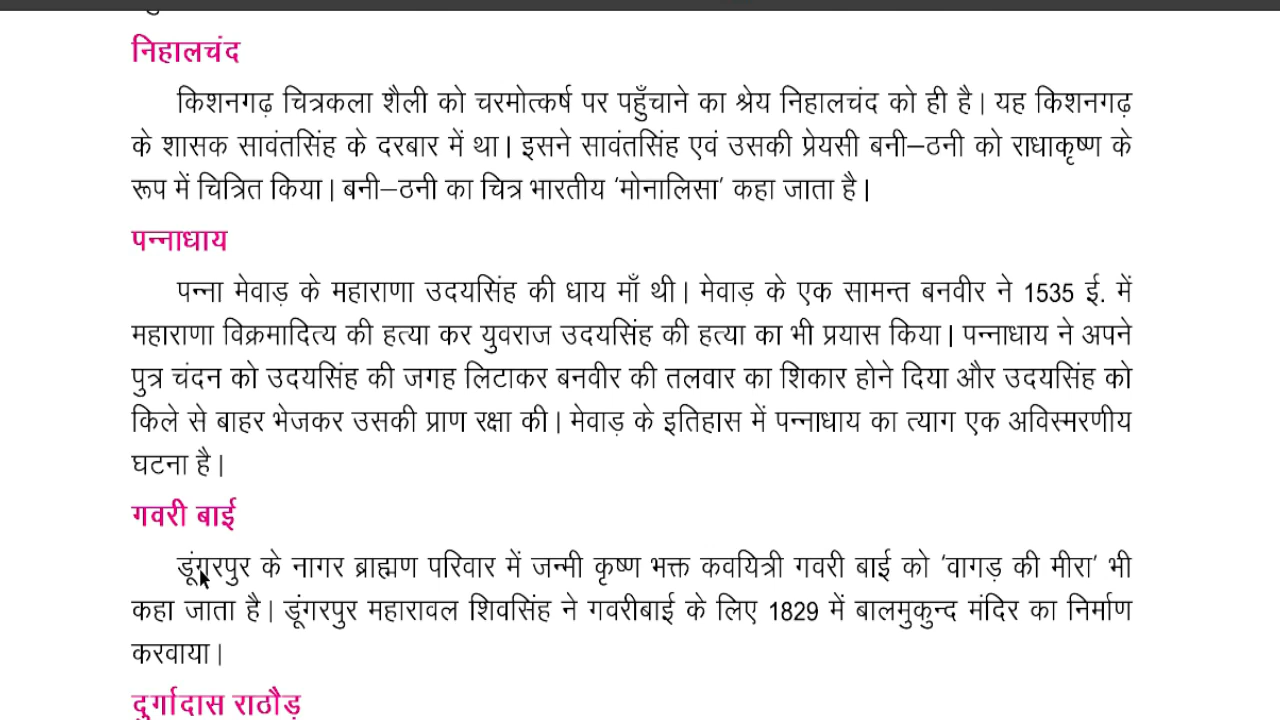 निहालचंद
किशनगढ़ चित्रकला शैली को चरमोत्कर्ष पर पहुँचाने का श्रेय निहालचंद को ही है। यह किशनगढ़
के शासक सावंतसिंह के दरबार में था। इसने सावंतसिंह एवं उसकी प्रेयसी बनी–ठनी को राधाकृष्ण के
रूप में चित्रित किया। बनी–ठनी का चित्र भारतीय 'मोनालिसा' कहा जाता है।
पन्नाधाय
पन्ना मेवाड़ के महाराणा उदयसिंह की धाय माँ थी। मेवाड़ के एक सामन्त बनवीर ने 1535 ई. में
महाराणा विक्रमादित्य की हत्या कर युवराज उदयसिंह की हत्या का भी प्रयास किया। पन्नाधाय ने अपने
पुत्र चंदन को उदयसिंह की जगह लिटाकर बनवीर की तलवार का शिकार होने दिया और उदयसिंह को
किले से बाहर भेजकर उसकी प्राण रक्षा की। मेवाड़ के इतिहास में पन्नाधाय का त्याग एक अविस्मरणीय
घटना है।
गवरी बाई
डूंगरपुर के नागर ब्राह्मण परिवार में जन्मी कृष्ण भक्त कवयित्री गवरी बाई को 'वागड़ की मीरा' भी
कहा जाता है। डूंगरपुर महारावल शिवसिंह ने गवरीबाई के लिए 1829 में बालमुकुन्द मंदिर का निर्माण
करवाया।
दुर्गादास राठौड़